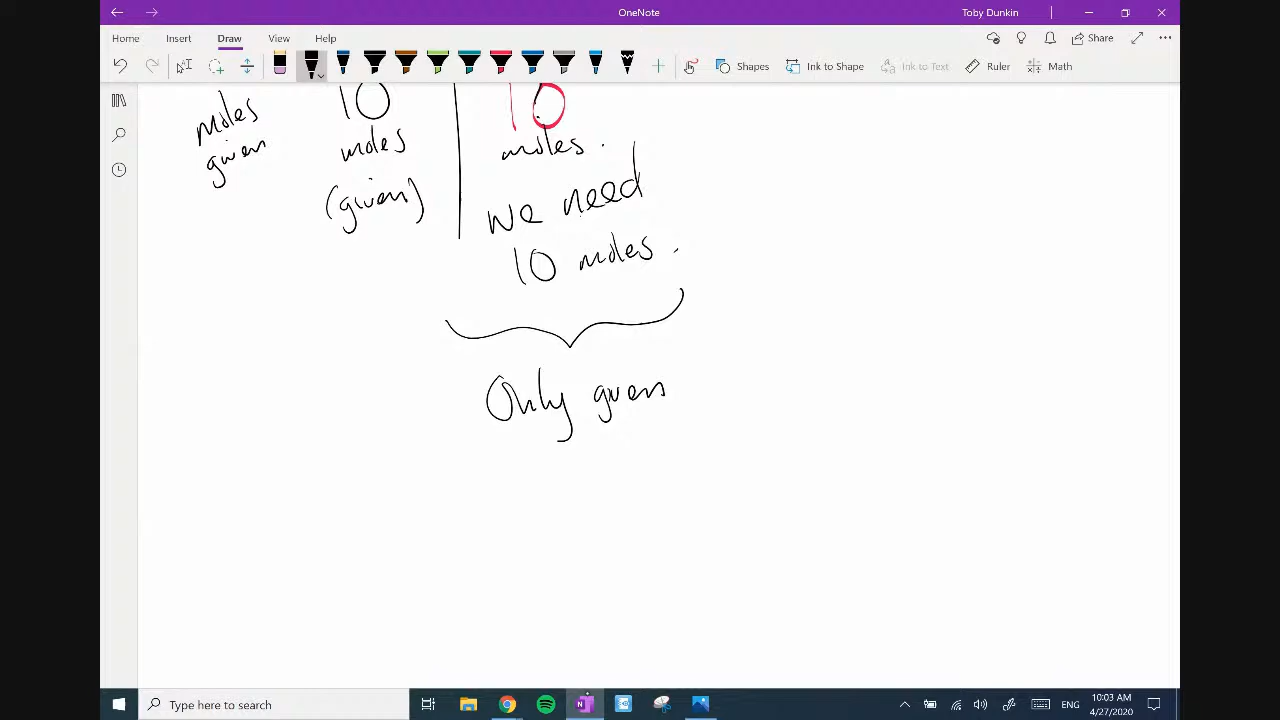 OneNote
Toby Dunkin
Home Insert Draw View Help
Share
Shapes Ink to Shape Ink to Text Ruler Math
moles
given
10
moles
(given)
10
moles.
we need
10 moles.
Only given
Type here to search
ENG
10:03 AM
4/27/2020